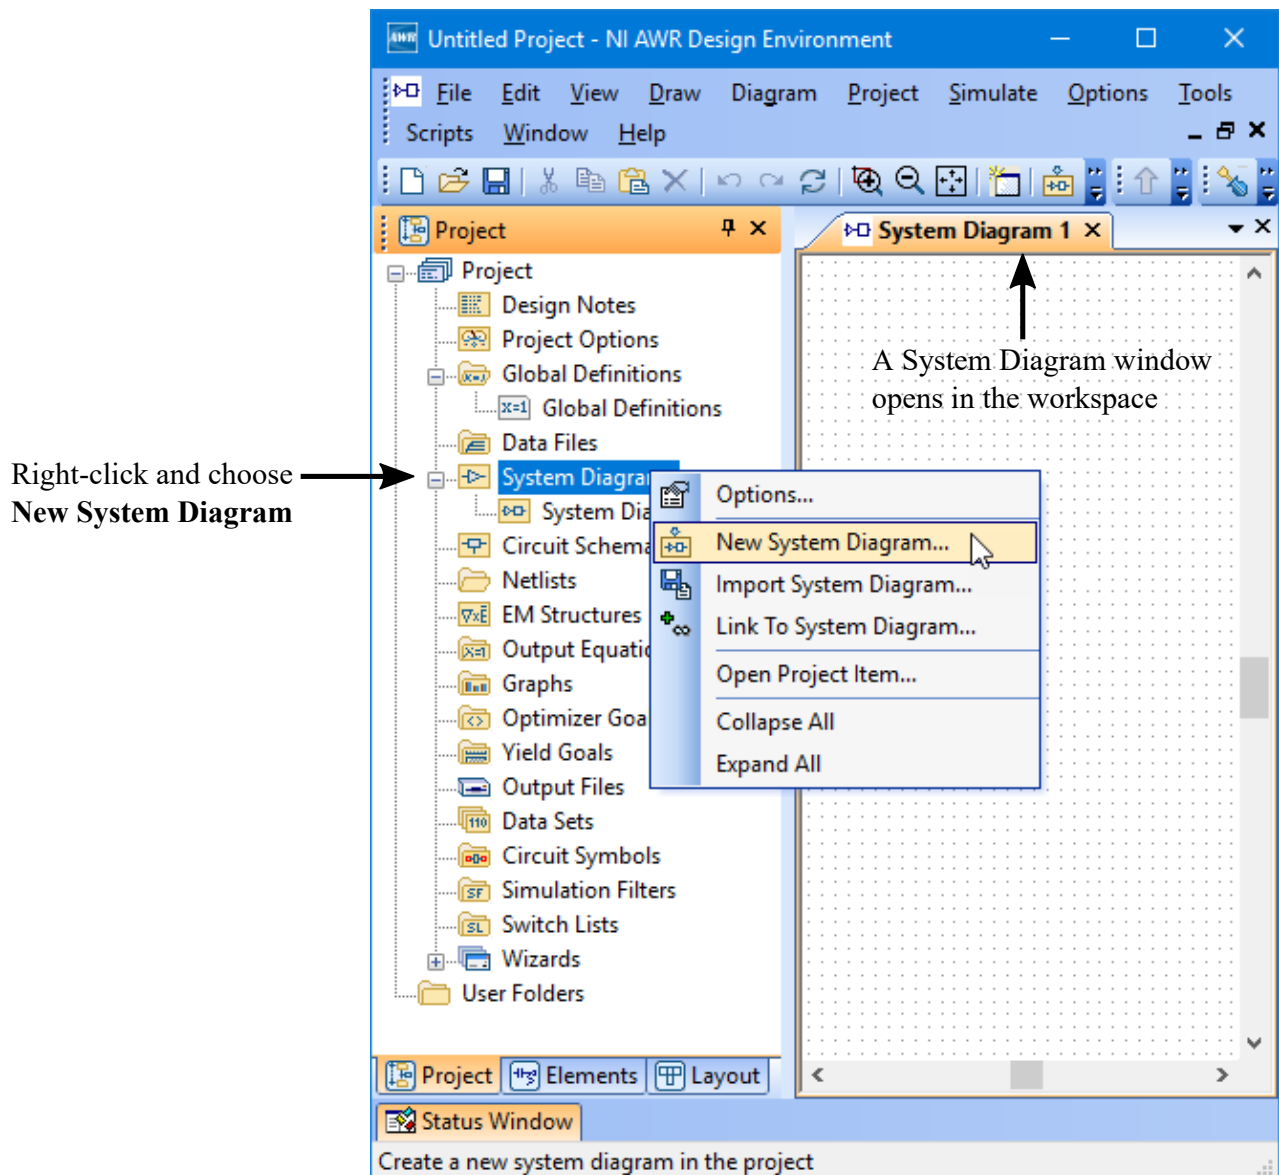 Untitled Project - NI AWR Design Environment
File Edit View Draw Diagram Project Simulate Options Tools
Scripts Window Help
Project
System Diagram 1
Project
Design Notes
Project Options
Global Definitions
x=1 Global Definitions
Data Files
System Diagra
System Dia
Circuit Schema
Netlists
EM Structures
Output Equatio
Graphs
Optimizer Goa
Yield Goals
Output Files
Data Sets
Circuit Symbols
SF Simulation Filters
SL Switch Lists
Wizards
User Folders
A System Diagram window
opens in the workspace
Right-click and choose
New System Diagram
Options...
New System Diagram...
Import System Diagram...
Link To System Diagram...
Open Project Item...
Collapse All
Expand All
Project Elements Layout
Status Window
Create a new system diagram in the project